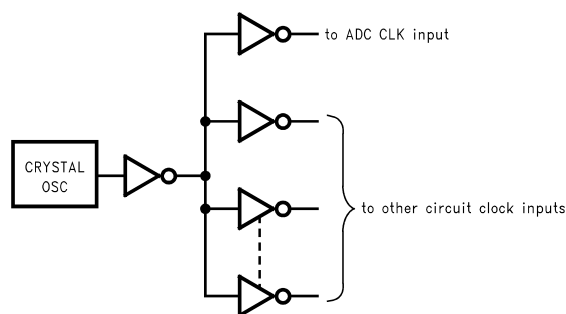 to ADC CLK input
CRYSTAL
OSC
to other circuit clock inputs